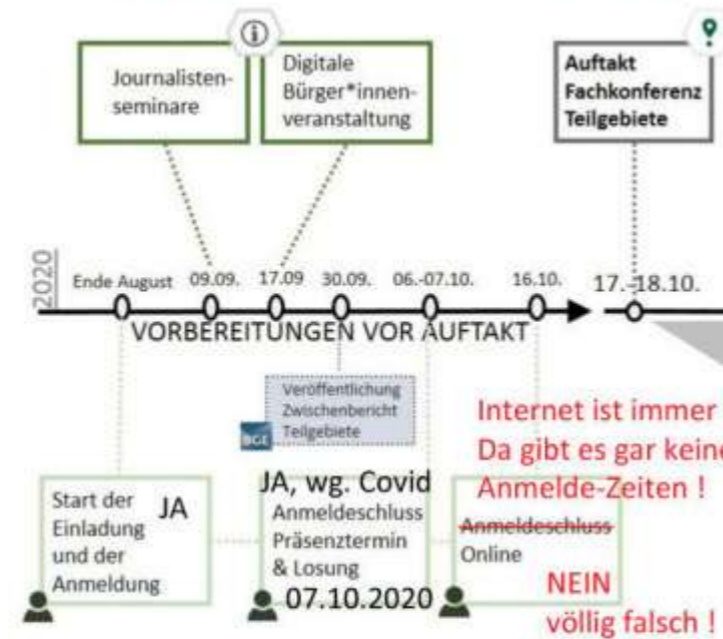 Journalisten-
seminare
Digitale
Bürger*innen-
veranstaltung
Auftakt
Fachkonferenz
Teilgebiete
2020
Ende August 09.09. 17.09 30.09. 06.-07.10. 16.10. 17.-18.10.
VORBEREITUNGEN VOR AUFTAKT
Veröffentlichung
Zwischenbericht
Teilgebiete
BGE
Internet ist immer
Da gibt es gar keine
Anmelde-Zeiten !
Start der
Einladung
und der
Anmeldung
JA
JA, wg. Covid
Anmeldeschluss
Präsenztermin
& Losung
07.10.2020
Anmeldeschluss
Online
NEIN
völlig falsch !